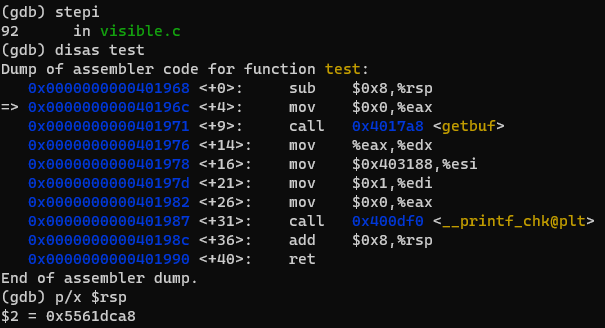 (gdb) stepi
92      in visible.c
(gdb) disas test
Dump of assembler code for function test:
   0x0000000000401968 <+0>:     sub    $0x8,%rsp
=> 0x000000000040196c <+4>:     mov    $0x0,%eax
   0x0000000000401971 <+9>:     call   0x4017a8 <getbuf>
   0x0000000000401976 <+14>:    mov    %eax,%edx
   0x0000000000401978 <+16>:    mov    $0x403188,%esi
   0x000000000040197d <+21>:    mov    $0x1,%edi
   0x0000000000401982 <+26>:    mov    $0x0,%eax
   0x0000000000401987 <+31>:    call   0x400df0 <__printf_chk@plt>
   0x000000000040198c <+36>:    add    $0x8,%rsp
   0x0000000000401990 <+40>:    ret
End of assembler dump.
(gdb) p/x $rsp
$2 = 0x5561dca8